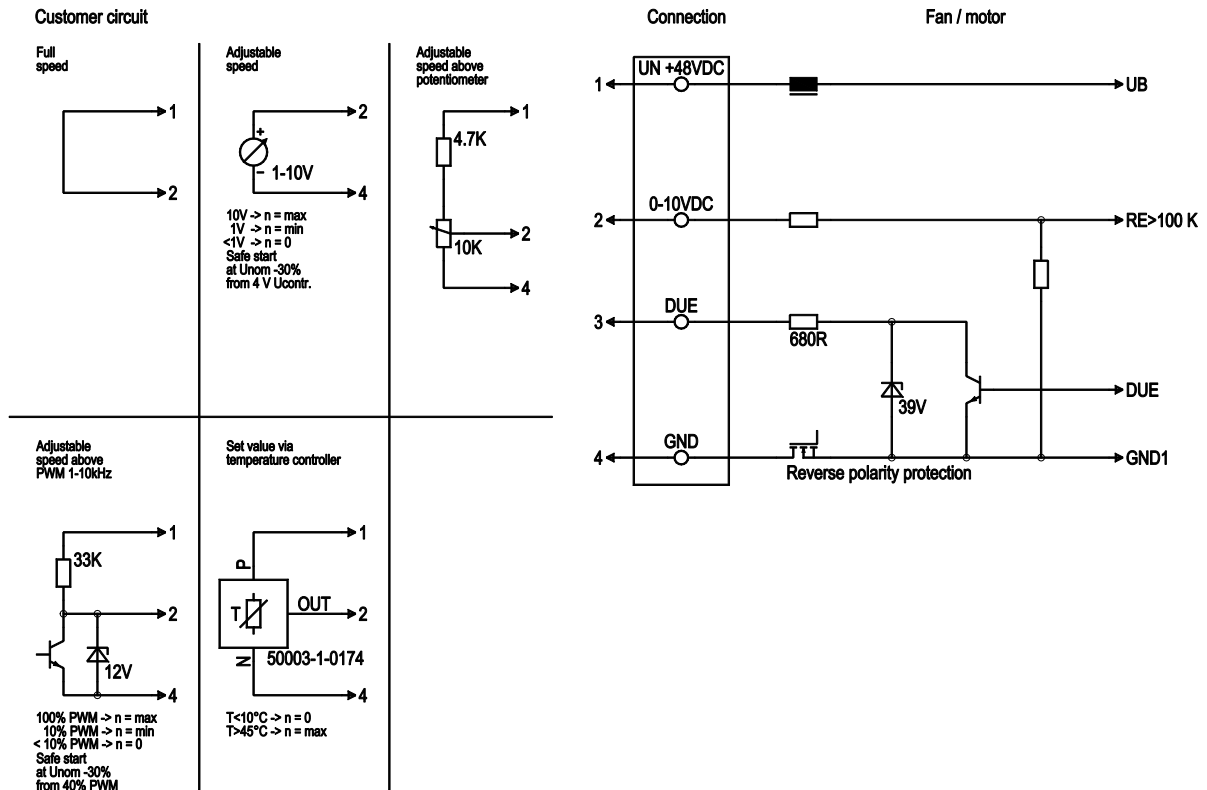 Customer circuit
Full
speed
1
2
Adjustable
speed
2
+
1-10V
–
4
10V -> n = max
1V -> n = min
<1V -> n = 0
Safe start
at Unom -30%
from 4 V Ucontr.
Adjustable
speed above
potentiometer
1
4.7K
2
10K
4
Adjustable
speed above
PWM 1-10kHz
1
33K
2
12V
4
100% PWM -> n = max
10% PWM -> n = min
< 10% PWM -> n = 0
Safe start
at Unom -30%
from 40% PWM
Set value via
temperature controller
1
P
T
OUT
2
N
50003-1-0174
4
T<10°C -> n = 0
T>45°C -> n = max
Connection
Fan / motor
UN +48VDC
1
UB
0-10VDC
2
RE>100 K
DUE
3
680R
39V
DUE
GND
4
GND1
Reverse polarity protection